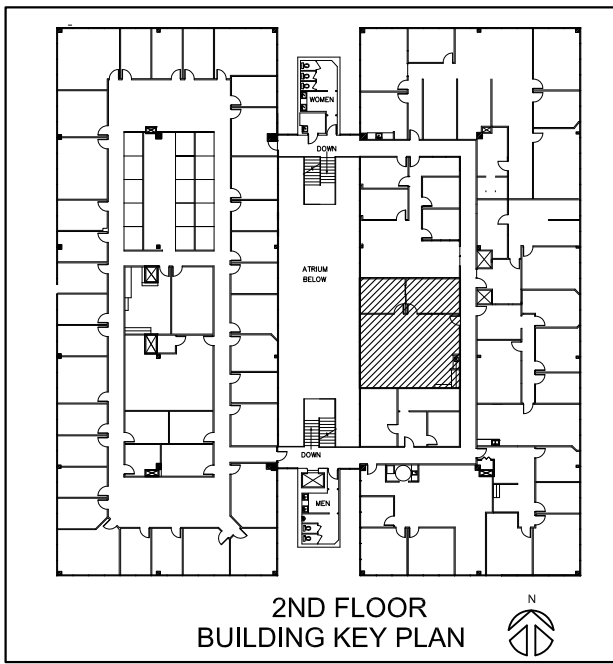 WOMEN
DOWN
ATRIUM
BELOW
DOWN
MEN
2ND FLOOR
BUILDING KEY PLAN
N